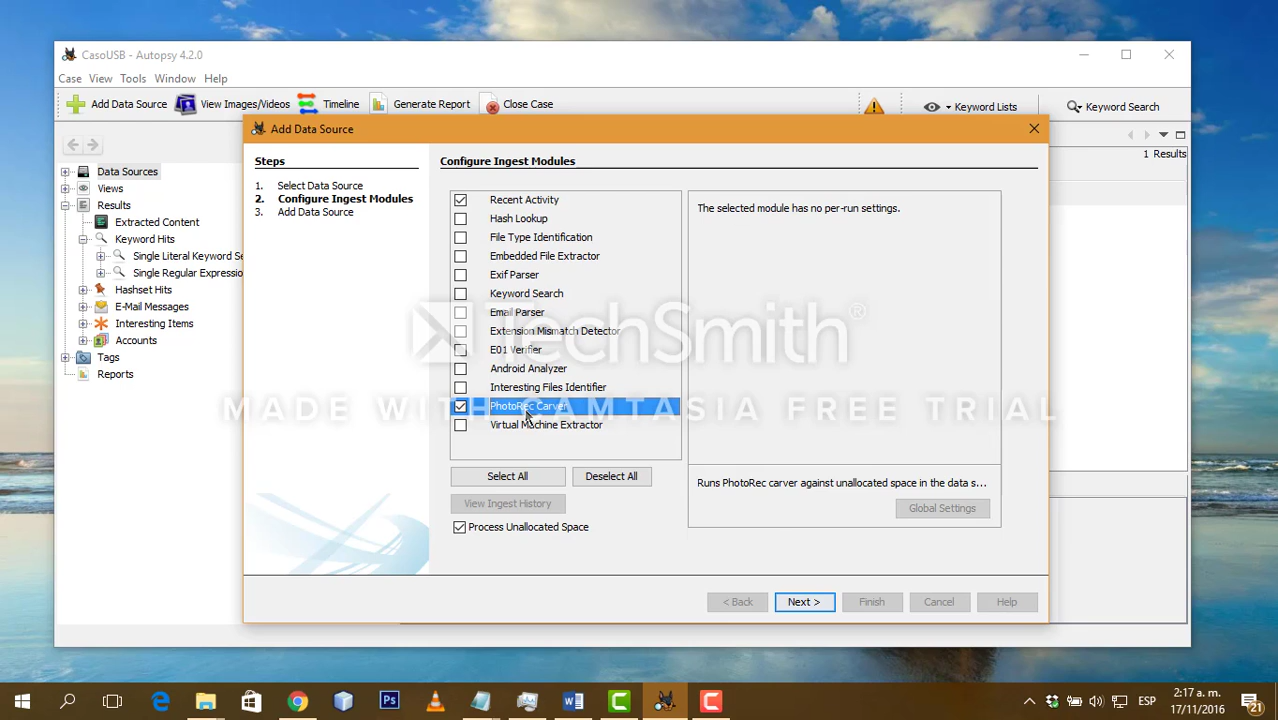 CasoUSB - Autopsy 4.2.0
Case View Tools Window Help
Add Data Source View Images/Videos Timeline Generate Report Close Case Keyword Lists Keyword Search
Add Data Source
1 Results
Data Sources
Views
Results
Extracted Content
Keyword Hits
Single Literal Keyword Se
Single Regular Expressio
Hashset Hits
E-Mail Messages
Interesting Items
Accounts
Tags
Reports
Steps
1. Select Data Source
2. Configure Ingest Modules
3. Add Data Source
Configure Ingest Modules
Recent Activity
Hash Lookup
File Type Identification
Embedded File Extractor
Exif Parser
Keyword Search
Email Parser
Extension Mismatch Detector
E01 Verifier
Android Analyzer
Interesting Files Identifier
PhotoRec Carver
Virtual Machine Extractor
Select All Deselect All
View Ingest History
Process Unallocated Space
The selected module has no per-run settings.
Runs PhotoRec carver against unallocated space in the data s...
Global Settings
< Back Next > Finish Cancel Help
TechSmith®
MADE WITH CAMTASIA FREE TRIAL
Ps
ESP
2:17 a. m.
17/11/2016
21